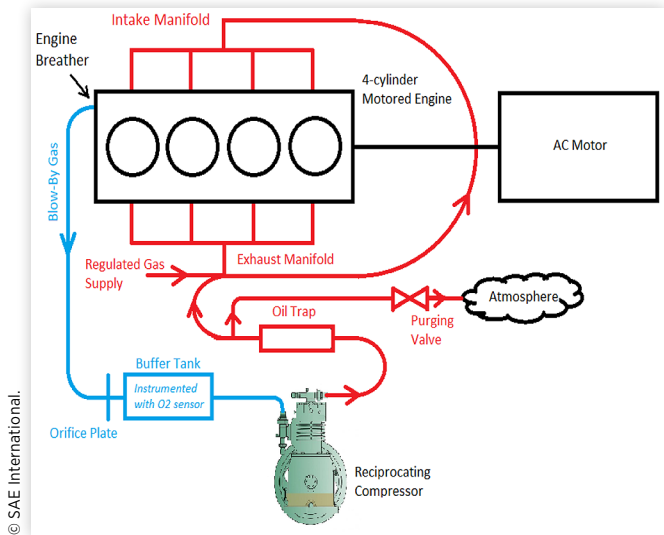 Intake Manifold
Engine
Breather
4-cylinder
Motored Engine
AC Motor
Blow-By Gas
Regulated Gas
Supply
Exhaust Manifold
Oil Trap
Atmosphere
Purging
Valve
Buffer Tank
Instrumented
with O2 sensor
Orifice Plate
Reciprocating
Compressor
© SAE International.